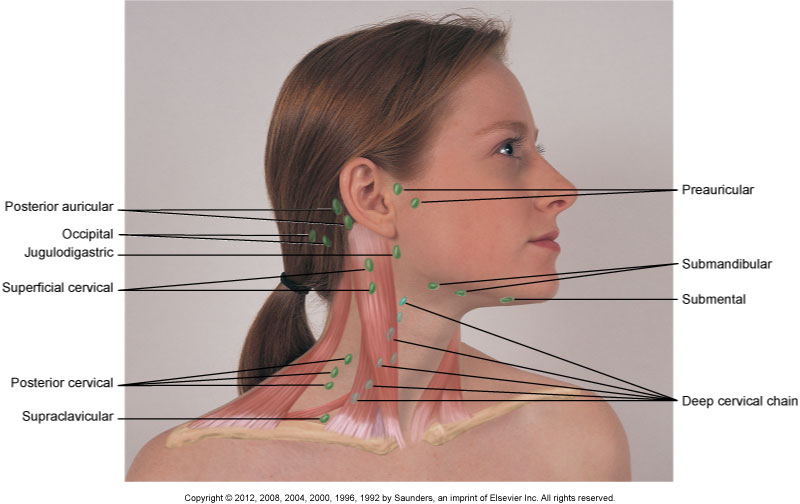 Posterior auricular
Occipital
Jugulodigastric
Superficial cervical
Posterior cervical
Supraclavicular
Preauricular
Submandibular
Submental
Deep cervical chain
Copyright © 2012, 2008, 2004, 2000, 1996, 1992 by Saunders, an imprint of Elsevier Inc. All rights reserved.